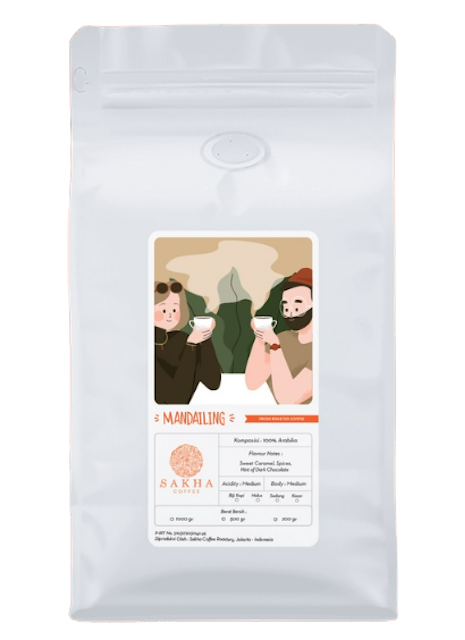 MANDAILING
FRESH ROASTED COFFEE
Komposisi : 100% Arabika
Flavour Notes :
Sweet Caramel, Spices,
Hint of Dark Chocolate
SAKHA
COFFEE
Acidity : Medium
Body : Medium
Biji Kopi
Halus
Sedang
Kasar
Berat Bersih :
1000 gr
500 gr
200 gr
P-IRT No.
Diproduksi Oleh : Sakha Coffee Roastery, Jakarta - Indonesia